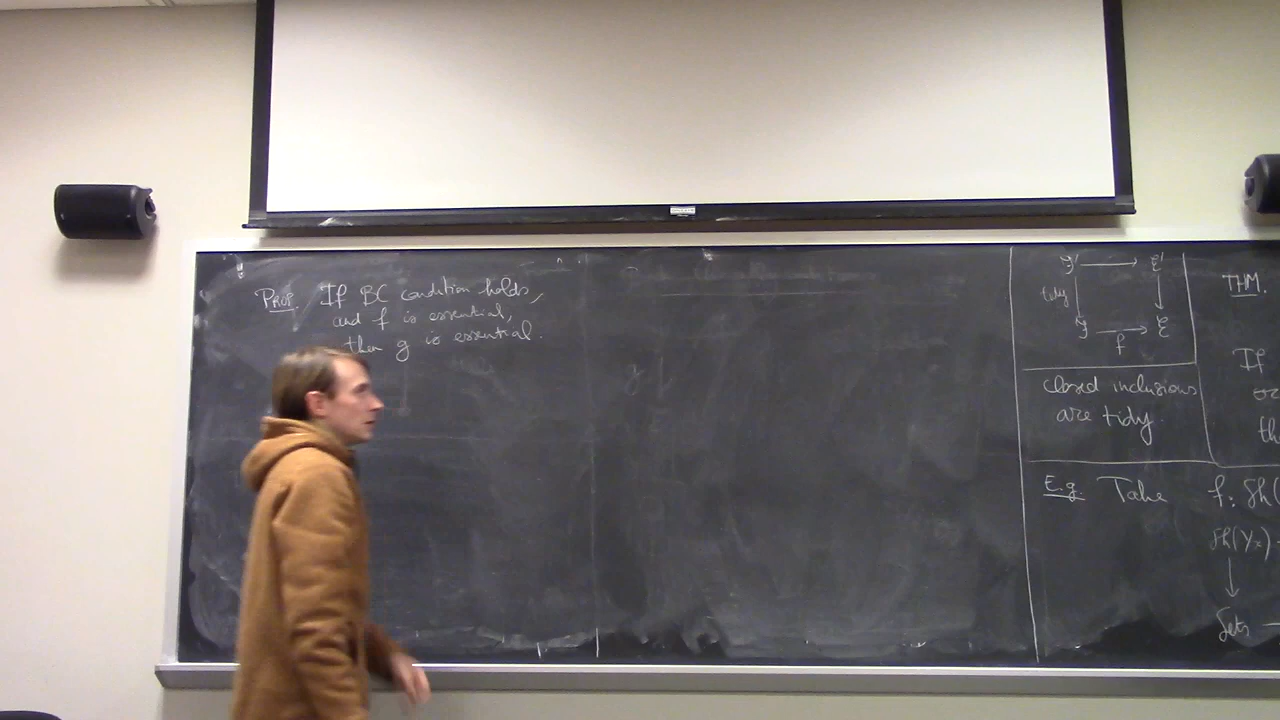 PROP. If BC condition holds,
and f is essential,
then g is essential.
F' → E'
tidy
F → E
f
closed inclusions
are tidy
E.g. Take f: Sh(
Sh(Yx)
↓
Sets
THM.
If